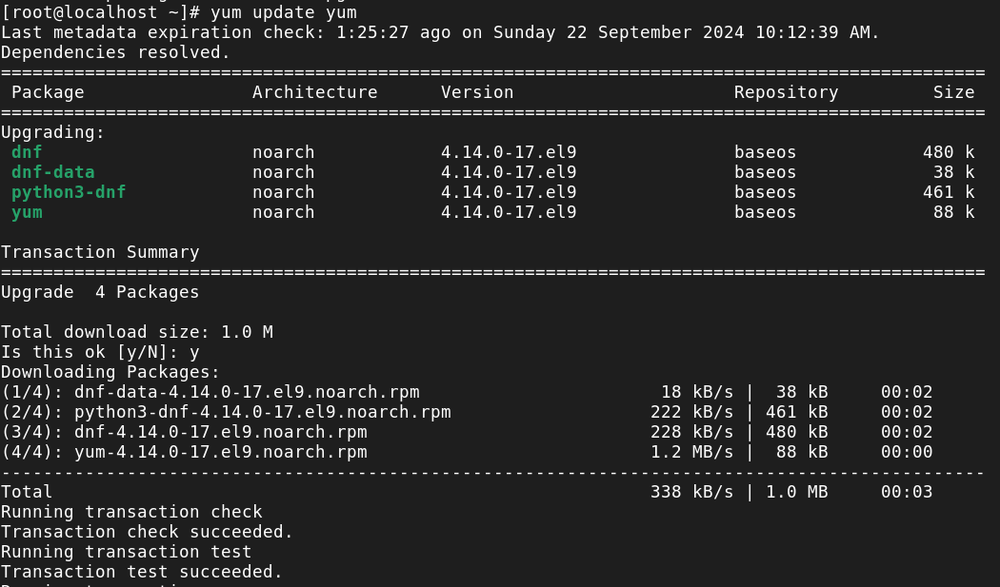 [root@localhost ~]# yum update yum
Last metadata expiration check: 1:25:27 ago on Sunday 22 September 2024 10:12:39 AM.
Dependencies resolved.
==============================================================================================
 Package                Architecture      Version                     Repository         Size
==============================================================================================
Upgrading:
 dnf                    noarch            4.14.0-17.el9               baseos            480 k
 dnf-data               noarch            4.14.0-17.el9               baseos             38 k
 python3-dnf            noarch            4.14.0-17.el9               baseos            461 k
 yum                    noarch            4.14.0-17.el9               baseos             88 k

Transaction Summary
==============================================================================================
Upgrade  4 Packages

Total download size: 1.0 M
Is this ok [y/N]: y
Downloading Packages:
(1/4): dnf-data-4.14.0-17.el9.noarch.rpm                        18 kB/s |  38 kB     00:02
(2/4): python3-dnf-4.14.0-17.el9.noarch.rpm                    222 kB/s | 461 kB     00:02
(3/4): dnf-4.14.0-17.el9.noarch.rpm                            228 kB/s | 480 kB     00:02
(4/4): yum-4.14.0-17.el9.noarch.rpm                            1.2 MB/s |  88 kB     00:00
----------------------------------------------------------------------------------------------
Total                                                          338 kB/s | 1.0 MB     00:03
Running transaction check
Transaction check succeeded.
Running transaction test
Transaction test succeeded.